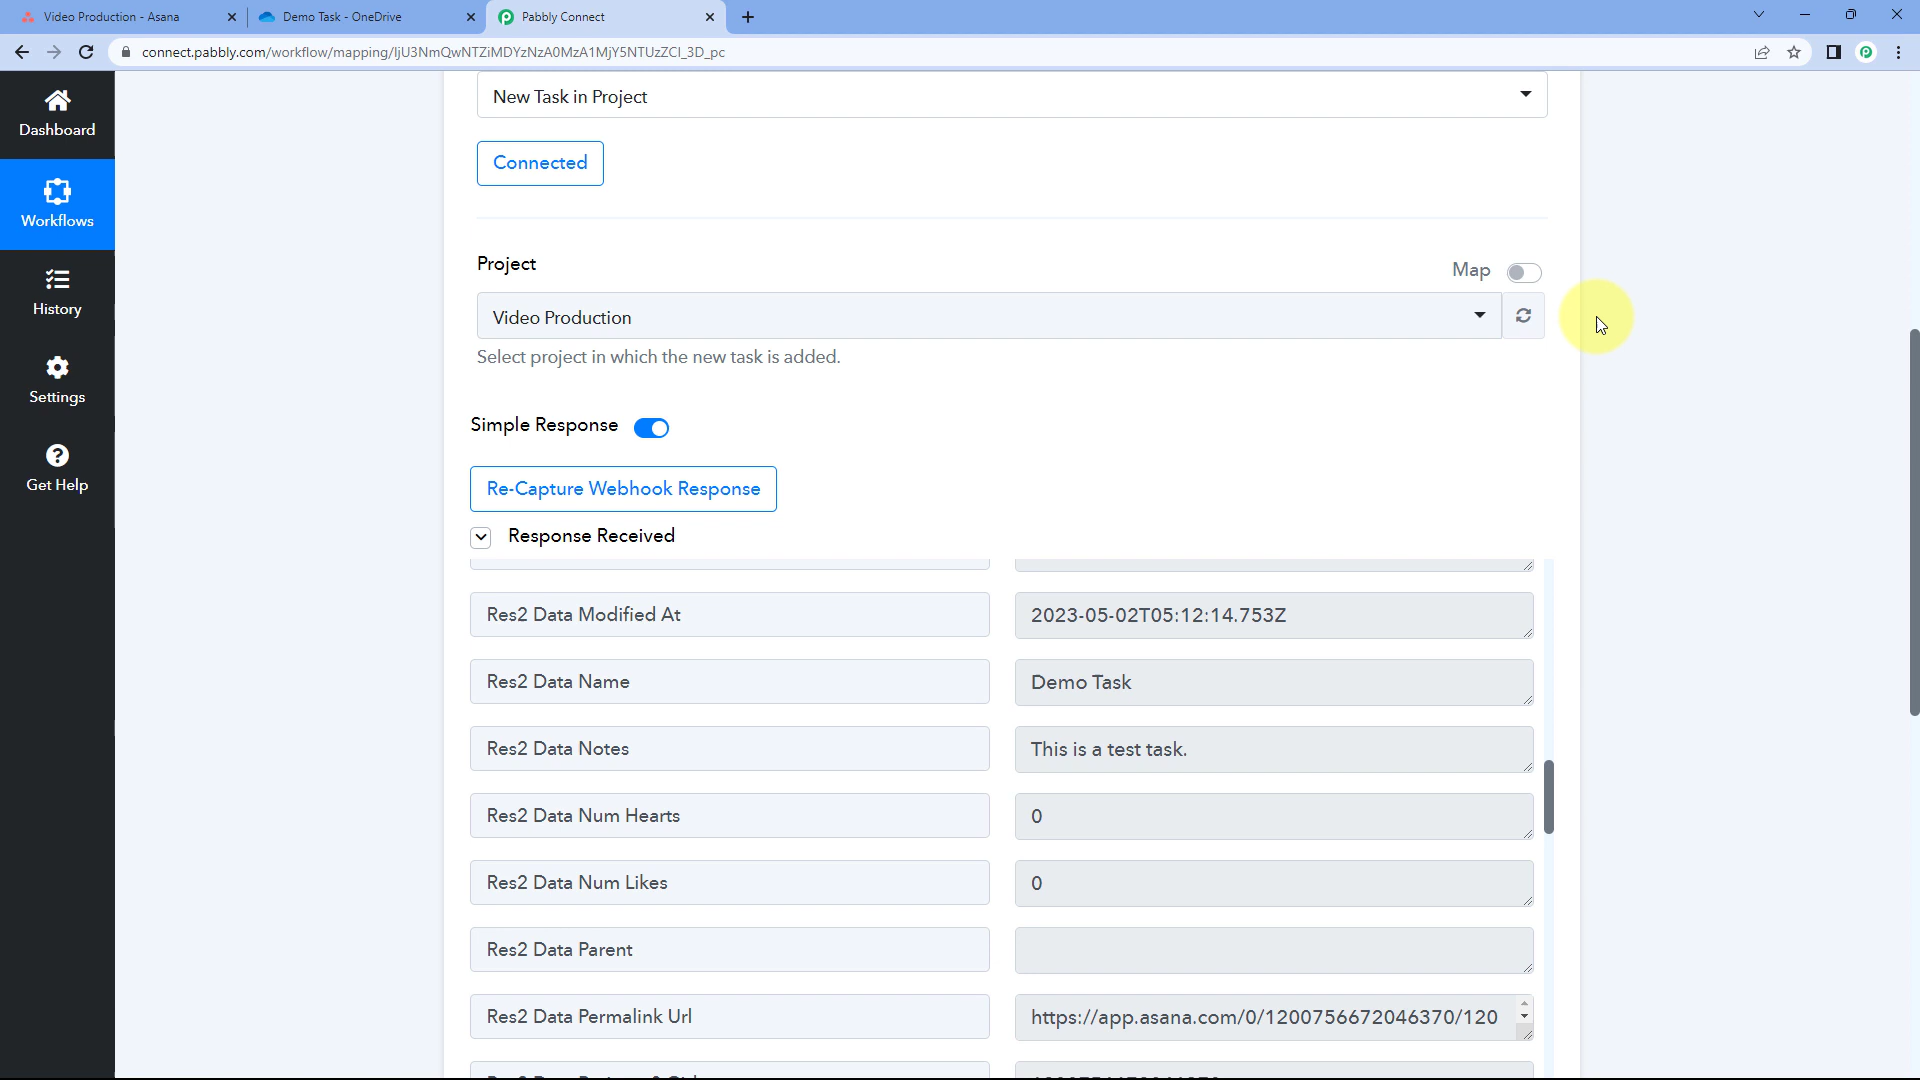 Video Production - Asana
Demo Task - OneDrive
Pabbly Connect
connect.pabbly.com/workflow/mapping/IjU3NmQwNTZiMDYzNzA0MzA1MjY5NTUzZCI_3D_pc
Dashboard
Workflows
History
Settings
Get Help
New Task in Project
Connected
Project
Map
Video Production
Select project in which the new task is added.
Simple Response
Re-Capture Webhook Response
Response Received
Res2 Data Modified At
2023-05-02T05:12:14.753Z
Res2 Data Name
Demo Task
Res2 Data Notes
This is a test task.
Res2 Data Num Hearts
0
Res2 Data Num Likes
0
Res2 Data Parent
Res2 Data Permalink Url
https://app.asana.com/0/1200756672046370/120